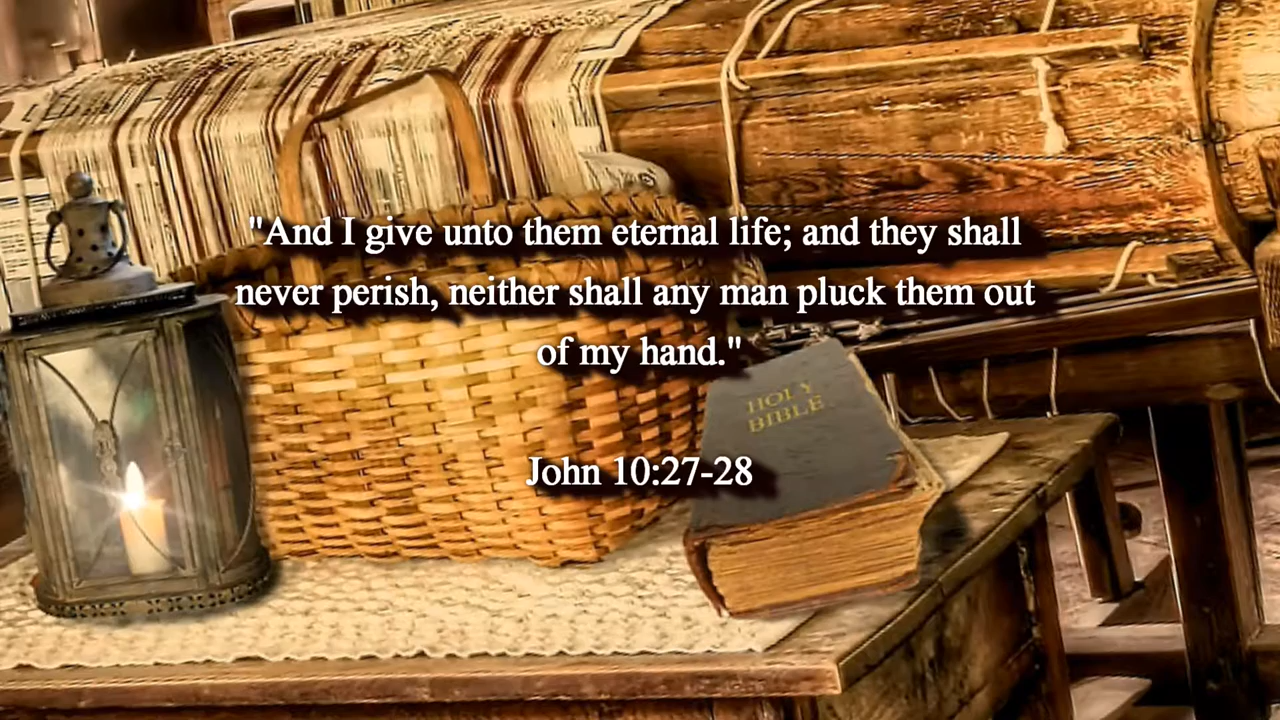 "And I give unto them eternal life; and they shall
never perish, neither shall any man pluck them out
of my hand."
HOLY
BIBLE
John 10:27-28